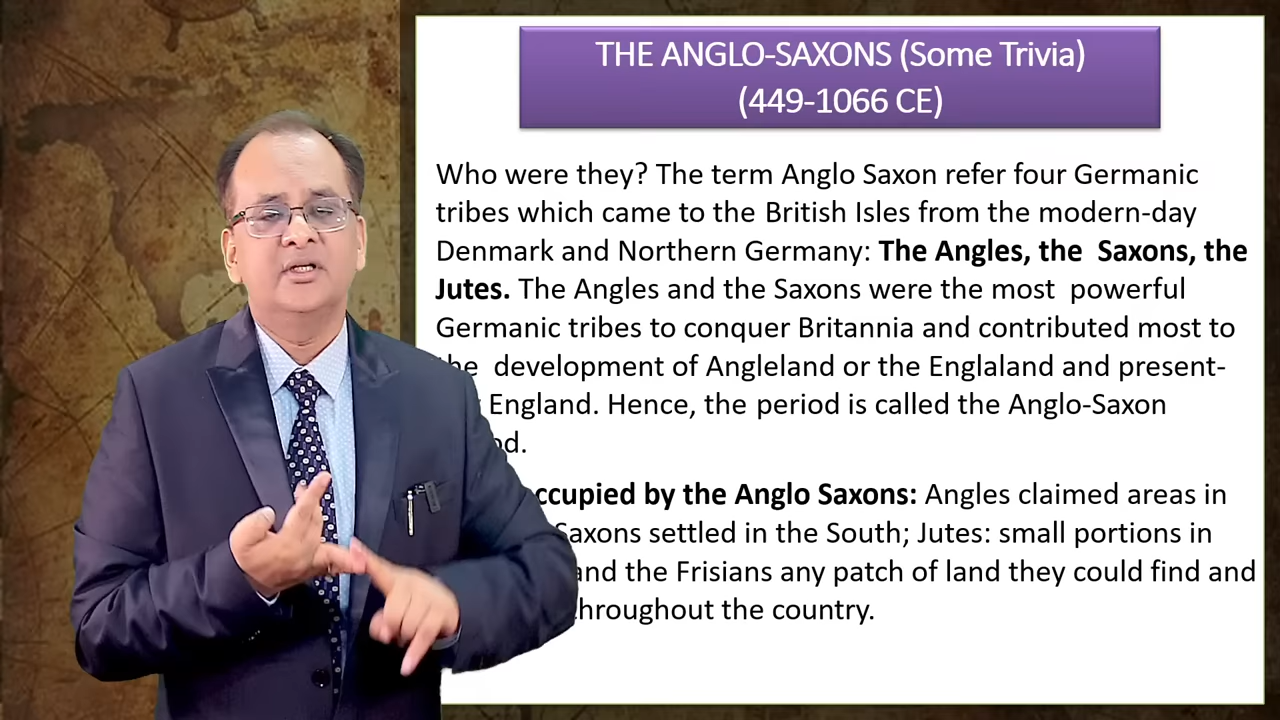 THE ANGLO-SAXONS (Some Trivia)
(449-1066 CE)
Who were they? The term Anglo Saxon refer four Germanic
tribes which came to the British Isles from the modern-day
Denmark and Northern Germany: The Angles, the Saxons, the
Jutes. The Angles and the Saxons were the most powerful
Germanic tribes to conquer Britannia and contributed most to
development of Angleland or the Englaland and present-
England. Hence, the period is called the Anglo-Saxon
by the Anglo Saxons: Angles claimed areas in
settled in the South; Jutes: small portions in
and the Frisians any patch of land they could find and
throughout the country.